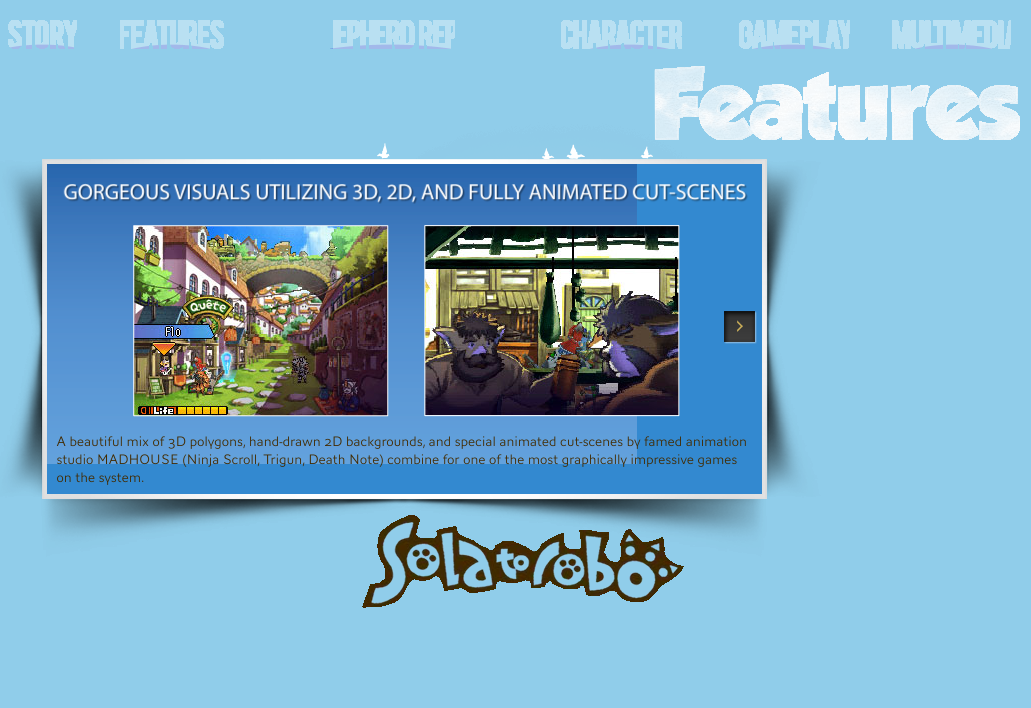 STORY FEATURES EPHERD REP CHARACTER GAMEPLAY MULTIMEDIA
Features
GORGEOUS VISUALS UTILIZING 3D, 2D, AND FULLY ANIMATED CUT-SCENES
Quête
Flo
Life
A beautiful mix of 3D polygons, hand-drawn 2D backgrounds, and special animated cut-scenes by famed animation
studio MADHOUSE (Ninja Scroll, Trigun, Death Note) combine for one of the most graphically impressive games
on the system.
Solatorobo